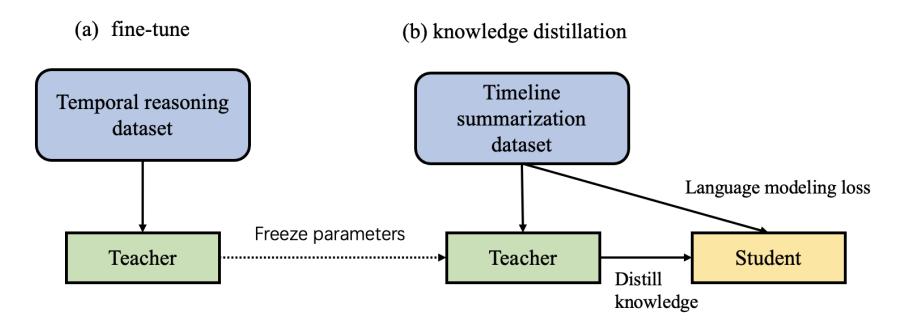 (a) fine-tune
(b) knowledge distillation
Temporal reasoning
dataset
Timeline
summarization
dataset
Language modeling loss
Teacher
Freeze parameters
Teacher
Distill
knowledge
Student